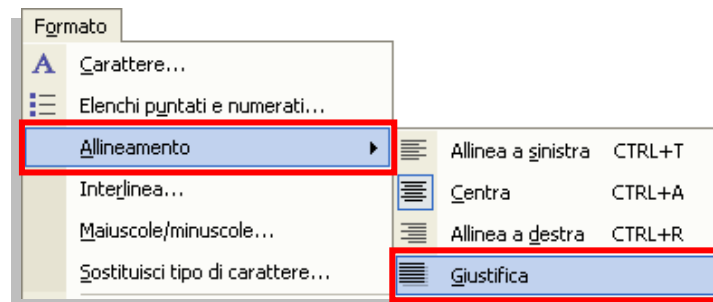 Formato
A Carattere...
Elenchi puntati e numerati...
Allineamento
Interlinea...
Maiuscole/minuscole...
Sostituisci tipo di carattere...
Allinea a sinistra CTRL+T
Centra CTRL+A
Allinea a destra CTRL+R
Giustifica